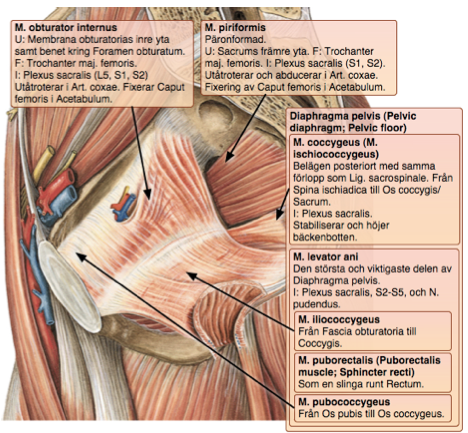 M. obturator internus
U: Membrana obturatorias inre yta
samt benet kring Foramen obturatum.
F: Trochanter maj. femoris.
I: Plexus sacralis (L5, S1, S2)
Utåtroterar i Art. coxae. Fixerar Caput
femoris i Acetabulum.
M. piriformis
Päronformad.
U: Sacrums främre yta. F: Trochanter
maj. femoris. I: Plexus sacralis (S1, S2).
Utåtroterar och abducerar i Art. coxae.
Fixering av Caput femoris i Acetabulum.
Diaphragma pelvis (Pelvic
diaphragm; Pelvic floor)
M. coccygeus (M.
ischiococcygeus)
Belägen posteriort med samma
förlopp som Lig. sacrospinale. Från
Spina ischiadica till Os coccygis/
Sacrum.
I: Plexus sacralis.
Stabiliserar och höjer
bäckenbotten.
M. levator ani
Den största och viktigaste delen av
Diaphragma pelvis.
I: Plexus sacralis, S2-S5, och N.
pudendus.
M. iliococcygeus
Från Fascia obturatoria till
Coccygis.
M. puborectalis (Puborectalis
muscle; Sphincter recti)
Som en slinga runt Rectum.
M. pubococcygeus
Från Os pubis till Os coccygeus.